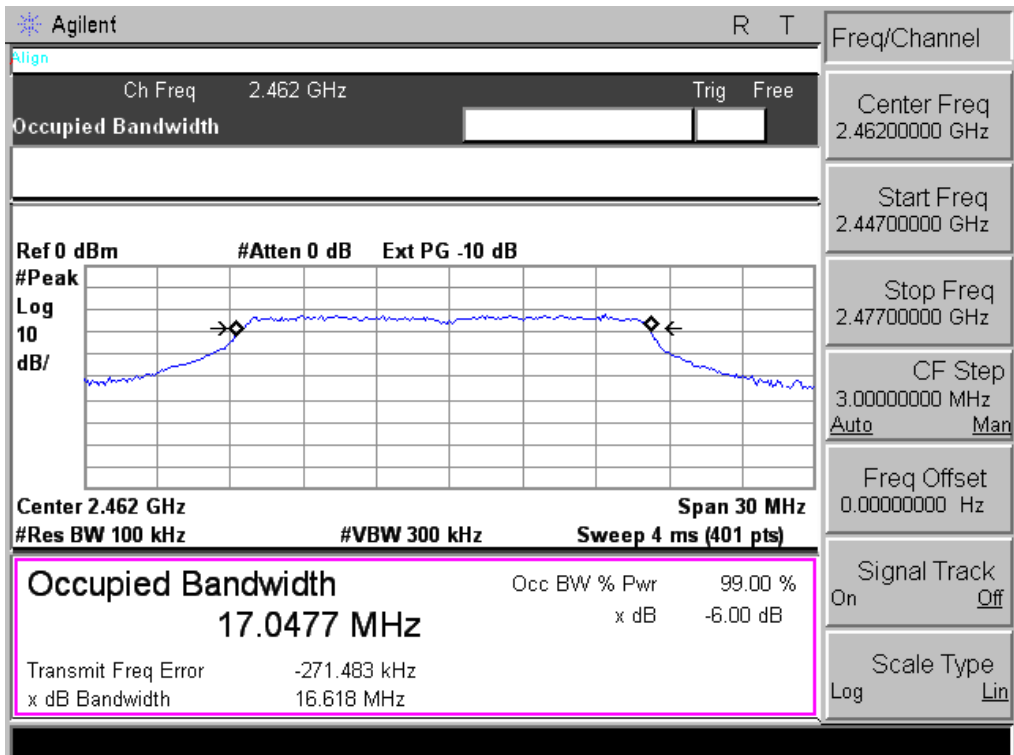 Agilent R T
Align
Ch Freq 2.462 GHz Trig Free
Occupied Bandwidth
Ref 0 dBm #Atten 0 dB Ext PG -10 dB
#Peak
Log
10
dB/
Center 2.462 GHz Span 30 MHz
#Res BW 100 kHz #VBW 300 kHz Sweep 4 ms (401 pts)
Occupied Bandwidth Occ BW % Pwr 99.00 %
17.0477 MHz x dB -6.00 dB
Transmit Freq Error -271.483 kHz
x dB Bandwidth 16.618 MHz
Freq/Channel
Center Freq
2.46200000 GHz
Start Freq
2.44700000 GHz
Stop Freq
2.47700000 GHz
CF Step
3.00000000 MHz
Auto Man
Freq Offset
0.00000000 Hz
Signal Track
On Off
Scale Type
Log Lin